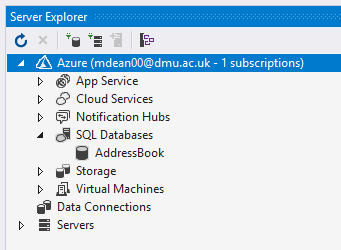 Server Explorer
Azure (mdean00@dmu.ac.uk - 1 subscriptions)
App Service
Cloud Services
Notification Hubs
SQL Databases
AddressBook
Storage
Virtual Machines
Data Connections
Servers